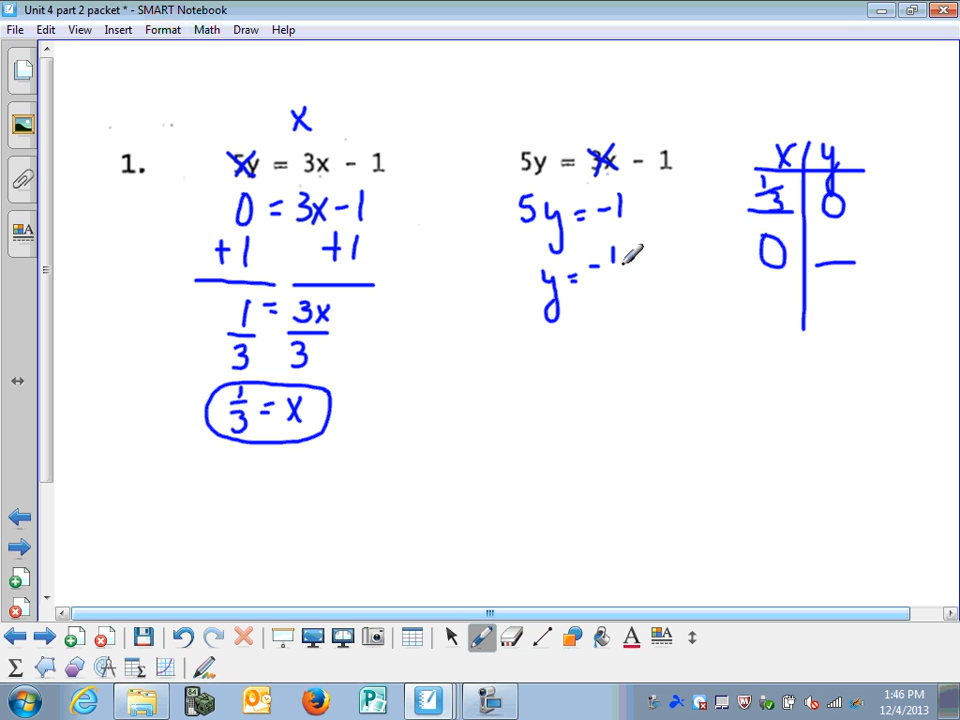 Unit 4 part 2 packet * - SMART Notebook
File Edit View Insert Format Math Draw Help
x
1. 5y = 3x - 1
0 = 3x - 1
+1 +1
1/3 = 3x/3
1/3 = x
5y = 3x - 1
5y = -1
y = -1
x y
1/3 0
0
1:46 PM
12/4/2013